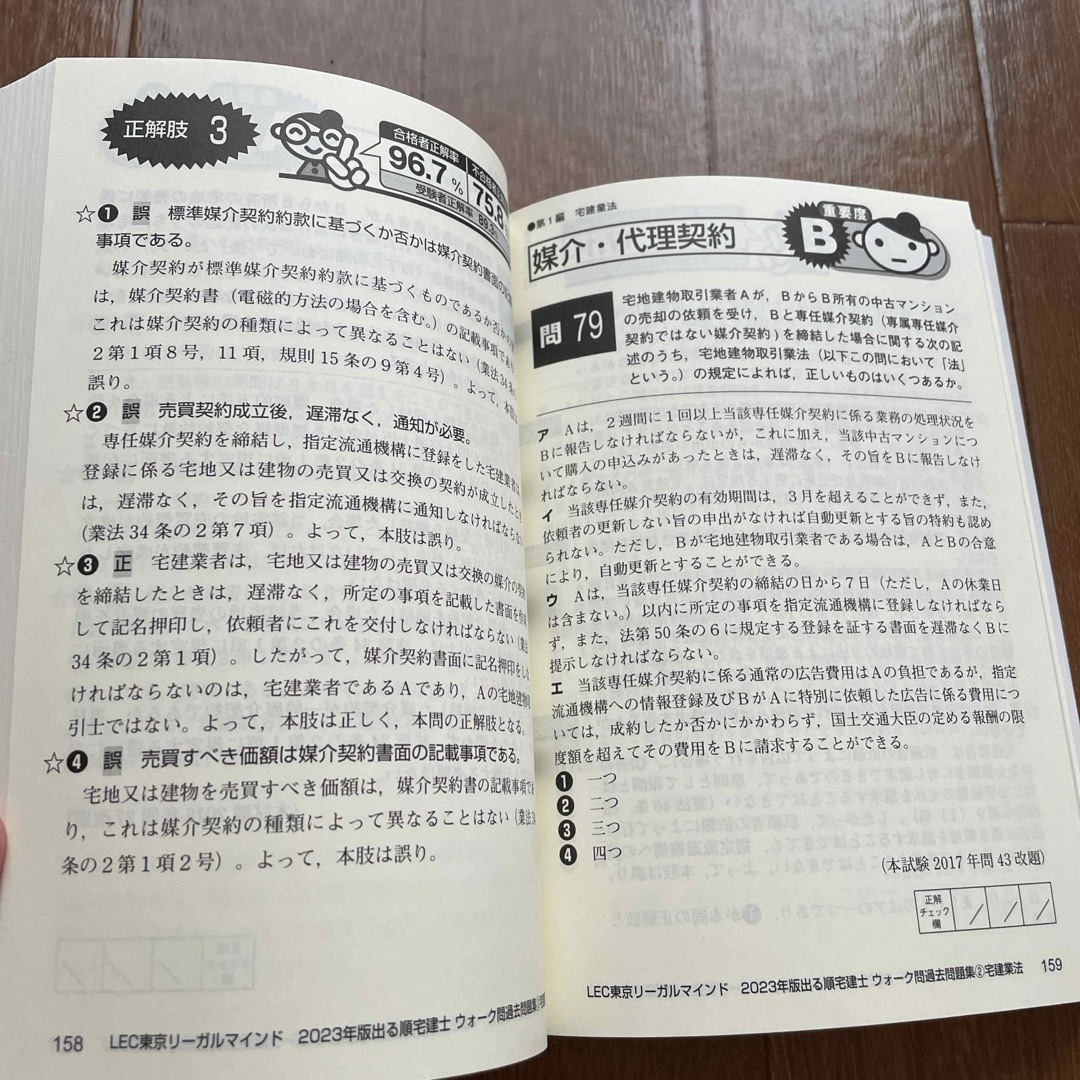 正解肢 3
合格者正解率
96.7%
75.8
受験者正解率
☆❶ 誤 標準媒介契約約款に基づくか否かは媒介契約書面の
事項である。
媒介契約が標準媒介契約約款に基づくものであるか否か
は,媒介契約書(電磁的方法の場合を含む。)の記載事項であ
これは媒介契約の種類によって異なることはない(業法34条の
2第1項8号,11項,規則15条の9第4号)。よって,本肢
誤り。
☆❷ 誤 売買契約成立後,遅滞なく,通知が必要。
専任媒介契約を締結し,指定流通機構に登録をした宅建業者は
登録に係る宅地又は建物の売買又は交換の契約が成立したとき
は,遅滞なく,その旨を指定流通機構に通知しなければならない
(業法34条の2第7項)。よって,本肢は誤り。
☆❸ 正 宅建業者は,宅地又は建物の売買又は交換の媒介の契約
を締結したときは,遅滞なく,所定の事項を記載した書面を
して記名押印し,依頼者にこれを交付しなければならない(業法
34条の2第1項)。したがって,媒介契約書面に記名押印をし
ければならないのは,宅建業者であるAであり,Aの宅地建物
引士ではない。よって,本肢は正しく,本問の正解肢となる。
☆❹ 誤 売買すべき価額は媒介契約書面の記載事項である。
宅地又は建物を売買すべき価額は,媒介契約書の記載事項であ
り,これは媒介契約の種類によって異なることはない(業法34
条の2第1項2号)。よって,本肢は誤り。
158 LEC東京リーガルマインド 2023年版出る順宅建士 ウォーク問過去問題集②宅
●第1編 宅建業法
媒介・代理契約
重要度
B
問 79
宅地建物取引業者Aが,BからB所有の中古マンション
の売却の依頼を受け,Bと専任媒介契約(専属専任媒介
契約ではない媒介契約)を締結した場合に関する次の記
述のうち,宅地建物取引業法(以下この問において「法」
という。)の規定によれば,正しいものはいくつあるか。
ア Aは,2週間に1回以上当該専任媒介契約に係る業務の処理状況を
Bに報告しなければならないが,これに加え,当該中古マンションにつ
いて購入の申込みがあったときは,遅滞なく,その旨をBに報告しなけ
ればならない。
イ 当該専任媒介契約の有効期間は,3月を超えることができず,また,
依頼者の更新しない旨の申出がなければ自動更新とする旨の特約も認め
られない。ただし,Bが宅地建物取引業者である場合は,AとBの合意
により,自動更新とすることができる。
ウ Aは,当該専任媒介契約の締結の日から7日(ただし,Aの休業日
は含まない。)以内に所定の事項を指定流通機構に登録しなければなら
ず,また,法第50条の6に規定する登録を証する書面を遅滞なくBに
提示しなければならない。
エ 当該専任媒介契約に係る通常の広告費用はAの負担であるが,指定
流通機構への情報登録及びBがAに特別に依頼した広告に係る費用につ
いては,成約したか否かにかかわらず,国土交通大臣の定める報酬の限
度額を超えてその費用をBに請求することができる。
❶ 一つ
❷ 二つ
❸ 三つ
❹ 四つ
(本試験2017年問43改題)
正解
チェック
欄
LEC東京リーガルマインド 2023年版出る順宅建士 ウォーク問過去問題集②宅建業法 159